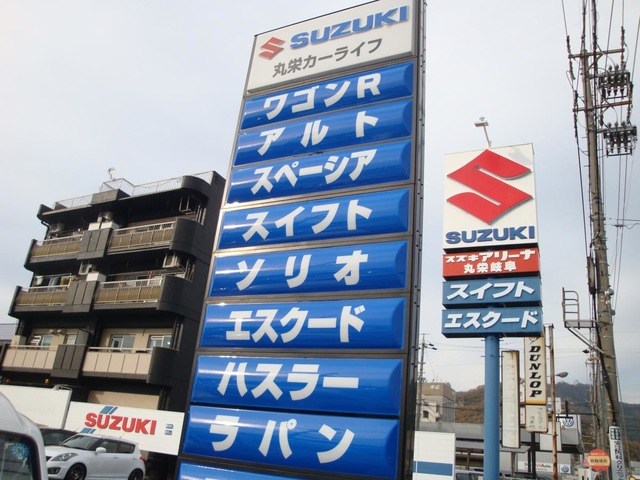 SUZUKI
丸栄カーライフ
ワゴンR
アルト
スペーシア
スイフト
ソリオ
エスクード
ハスラー
ラパン
SUZUKI
スズキアリーナ
丸栄岐阜
スイフト
エスクード
DUNLOP
SUZUKI